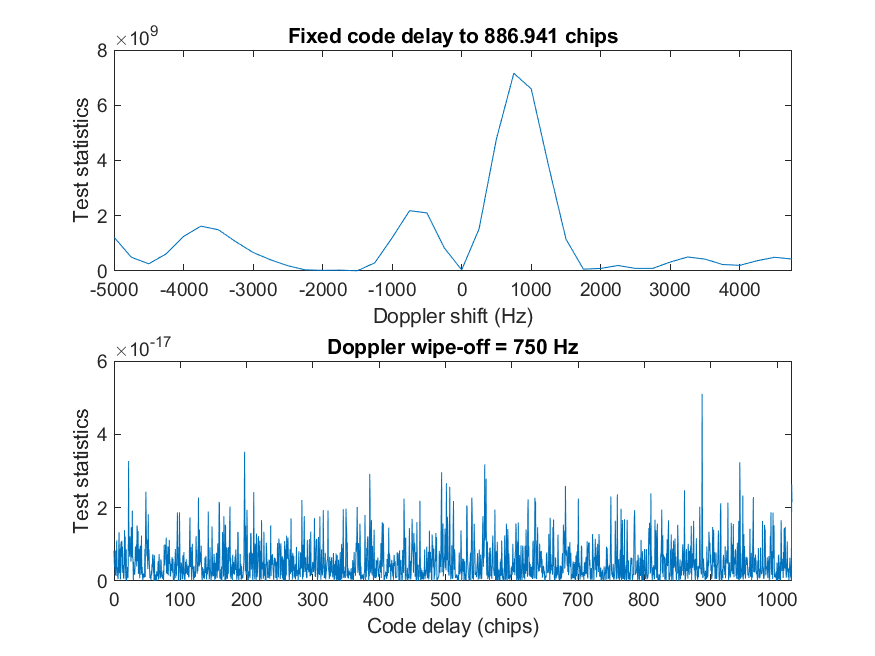 ×10^9
Fixed code delay to 886.941 chips
8
6
4
2
0
Test statistics
-5000 -4000 -3000 -2000 -1000 0 1000 2000 3000 4000
Doppler shift (Hz)
×10^-17
Doppler wipe-off = 750 Hz
6
4
2
0
Test statistics
0 100 200 300 400 500 600 700 800 900 1000
Code delay (chips)